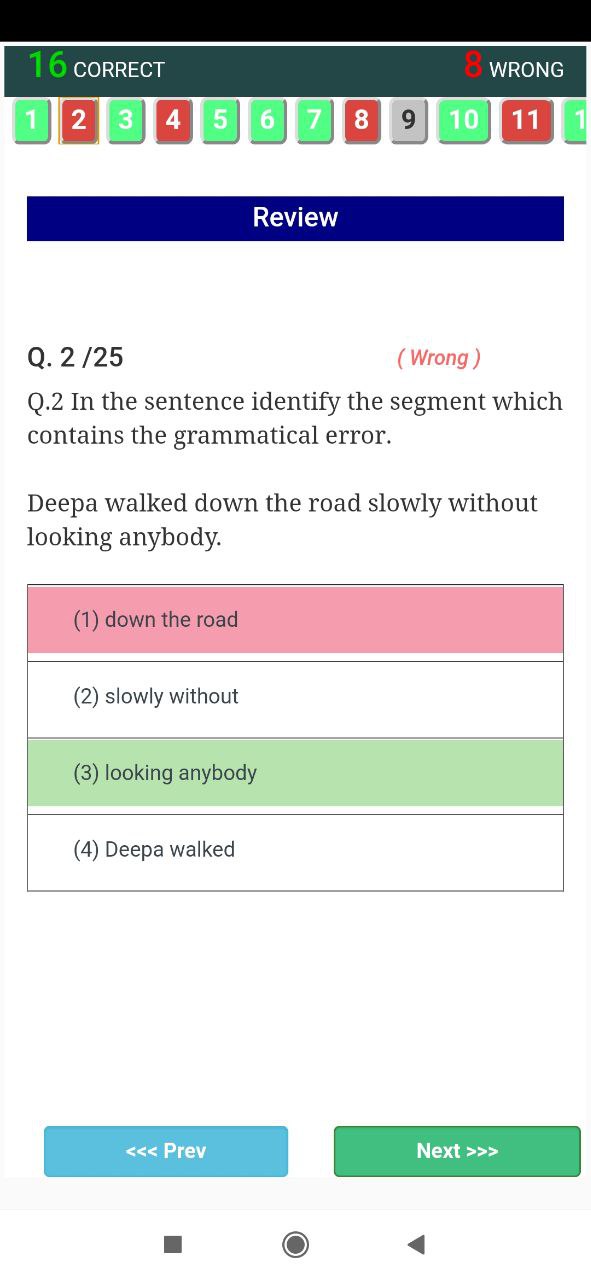 16 CORRECT 8 WRONG
1 2 3 4 5 6 7 8 9 10 11 1
Review
Q. 2 /25 ( Wrong )
Q.2 In the sentence identify the segment which
contains the grammatical error.
Deepa walked down the road slowly without
looking anybody.
(1) down the road
(2) slowly without
(3) looking anybody
(4) Deepa walked
<<< Prev Next >>>